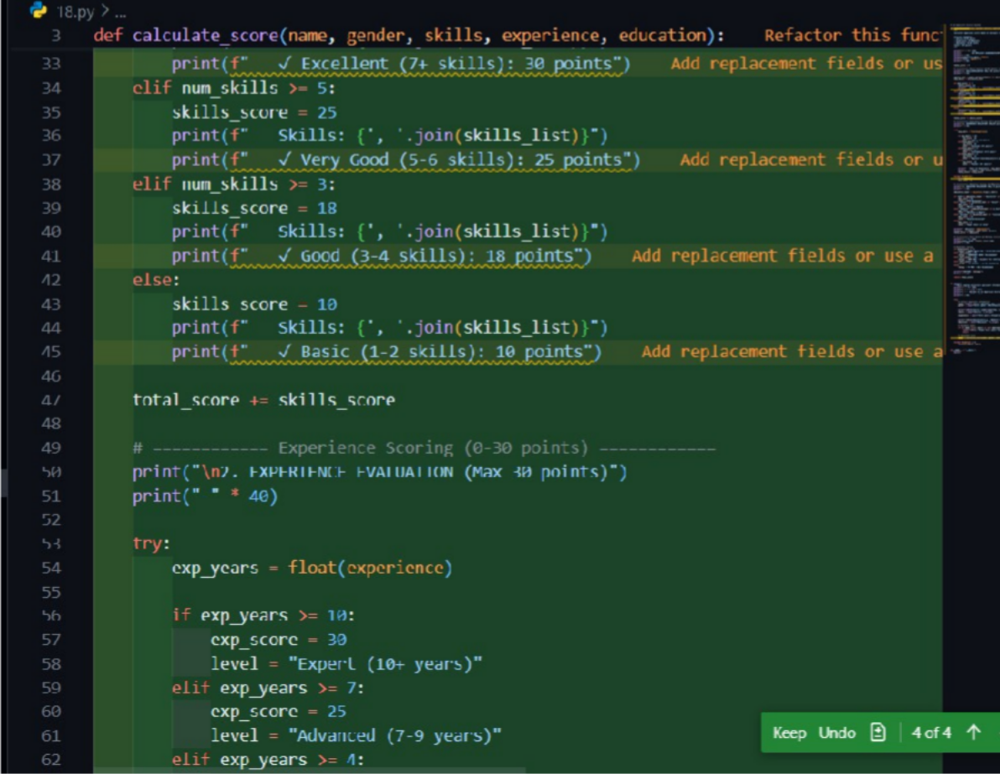 18.py > ...
3 def calculate_score(name, gender, skills, experience, education): Refactor this func
33 print(f" ✓ Excellent (7+ skills): 30 points") Add replacement fields or us
34 elif num_skills >= 5:
35 skills_score = 25
36 print(f" Skills: {', '.join(skills_list)}")
37 print(f" ✓ Very Good (5-6 skills): 25 points") Add replacement fields or u
38 elif num_skills >= 3:
39 skills_score = 18
40 print(f" Skills: {', '.join(skills_list)}")
41 print(f" ✓ Good (3-4 skills): 18 points") Add replacement fields or use a
42 else:
43 skills_score = 10
44 print(f" Skills: {', '.join(skills_list)}")
45 print(f" ✓ Basic (1-2 skills): 10 points") Add replacement fields or use a
46
47 total_score += skills_score
48
49 # ------------ Experience Scoring (0-30 points) ------------
50 print("\n2. EXPERIENCE EVALUATION (Max 30 points)")
51 print("-" * 40)
52
53 try:
54 exp_years = float(experience)
55
56 if exp_years >= 10:
57 exp_score = 30
58 level = "Expert (10+ years)"
59 elif exp_years >= 7:
60 exp_score = 25
61 level = "Advanced (7-9 years)"
62 elif exp_years >= 4:
Keep Undo 4 of 4 ↑